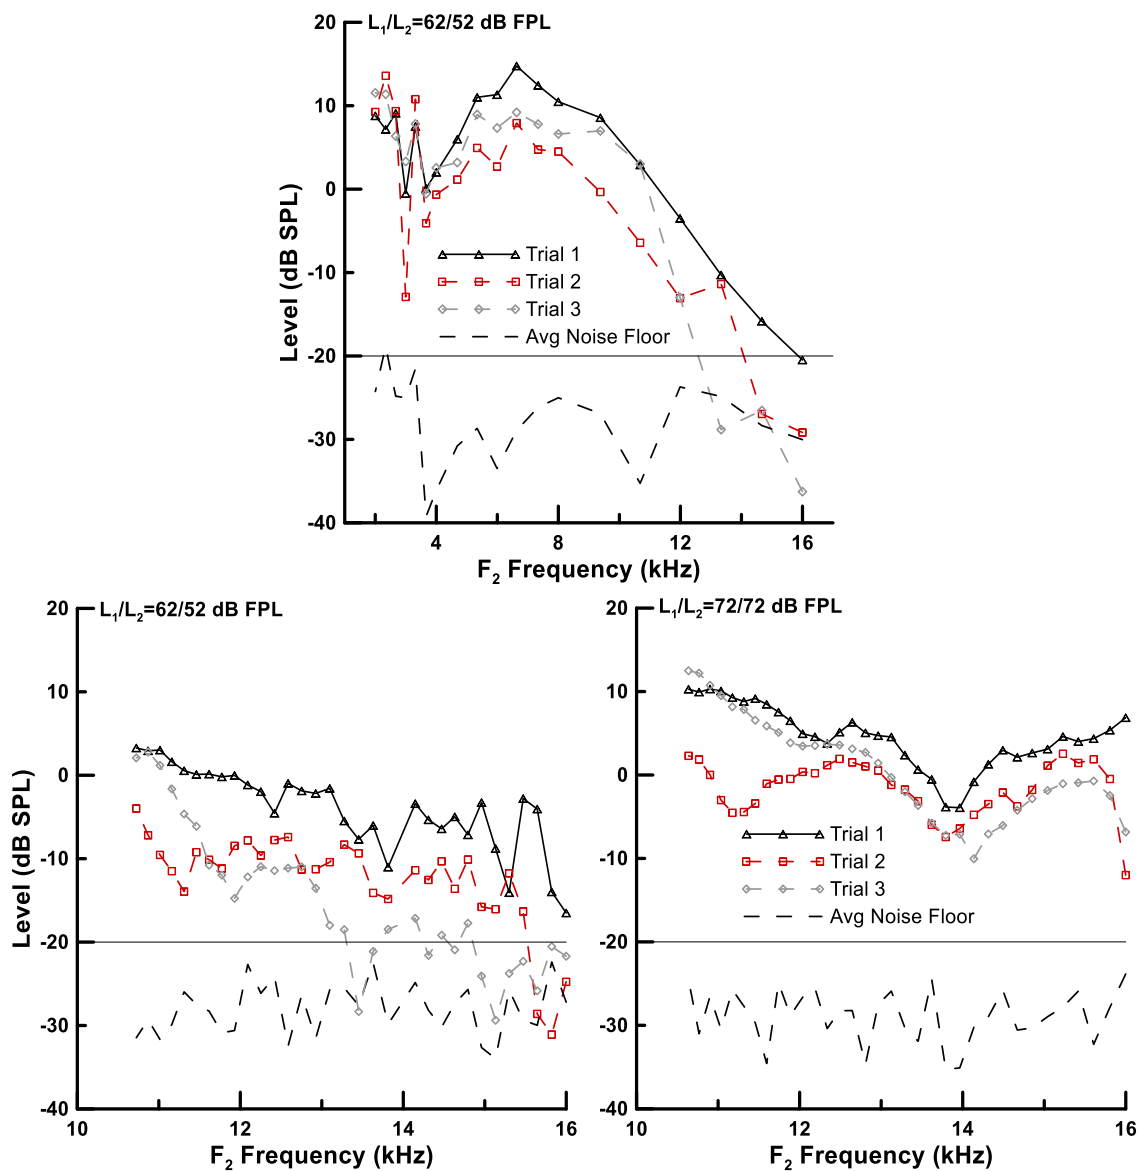 L₁/L₂=62/52 dB FPL
20
10
0
-10
-20
-30
-40
Level (dB SPL)
Trial 1
Trial 2
Trial 3
Avg Noise Floor
4 8 12 16
F₂ Frequency (kHz)
L₁/L₂=62/52 dB FPL
20
10
0
-10
-20
-30
-40
Level (dB SPL)
10 12 14 16
F₂ Frequency (kHz)
L₁/L₂=72/72 dB FPL
20
10
0
-10
-20
-30
-40
Trial 1
Trial 2
Trial 3
Avg Noise Floor
10 12 14 16
F₂ Frequency (kHz)